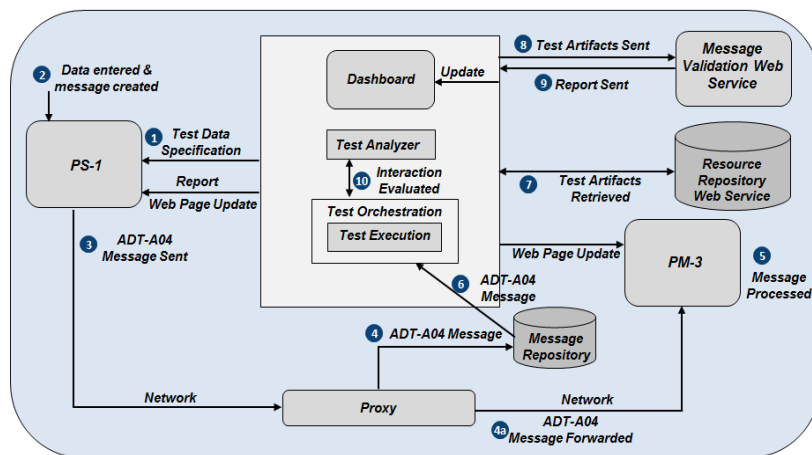 2
Data entered &
message created
PS-1
1
Test Data
Specification
Report
Web Page Update
3
ADT-A04
Message Sent
Dashboard
Update
Test Analyzer
10
Interaction
Evaluated
Test Orchestration
Test Execution
8
Test Artifacts Sent
9
Report Sent
Message
Validation Web
Service
7
Test Artifacts
Retrieved
Resource
Repository
Web Service
Web Page Update
PM-3
5
Message
Processed
6
ADT-A04
Message
4
ADT-A04 Message
Message
Repository
Network
Proxy
Network
4a
ADT-A04
Message Forwarded